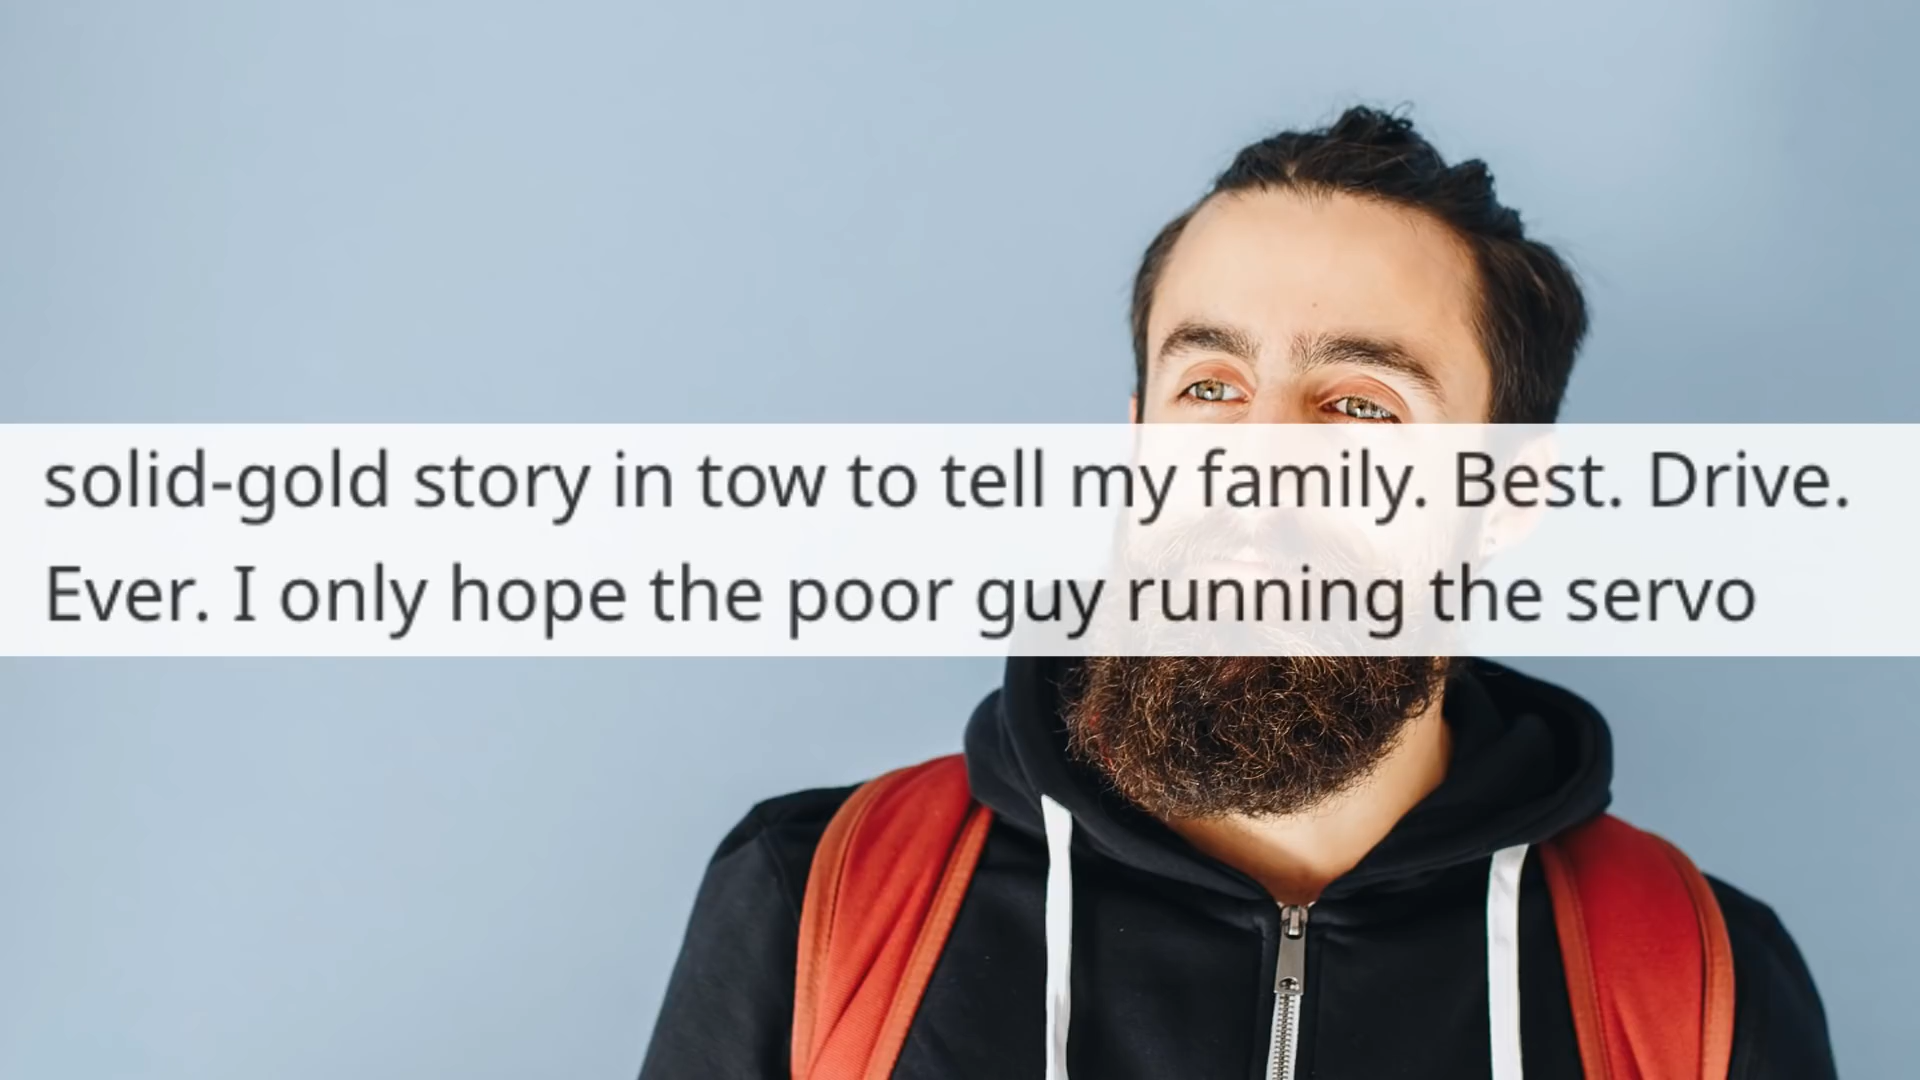 solid-gold story in tow to tell my family. Best. Drive.
Ever. I only hope the poor guy running the servo